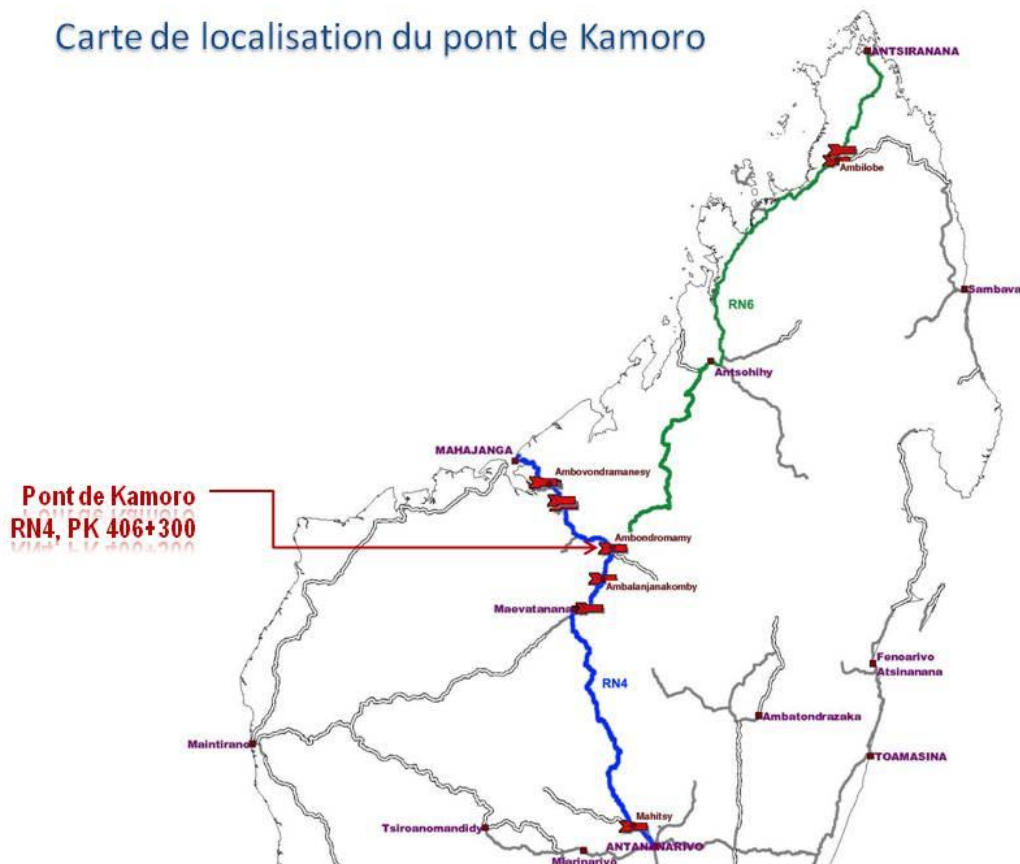 Carte de localisation du pont de Kamoro
ANTSIRANANA
Ambilobe
Sambava
RN6
Antsohihy
MAHAJANGA
Ambovondramanesy
Pont de Kamoro
RN4, PK 406+300
Ambondromamy
Ambalanjanakomby
Maevatanana
Fenoarivo
Atsinanana
RN4
Ambatondrazaka
Maintirano
TOAMASINA
Mahitsy
Tsiroanomandidy
ANTANANARIVO
Miarinarivo